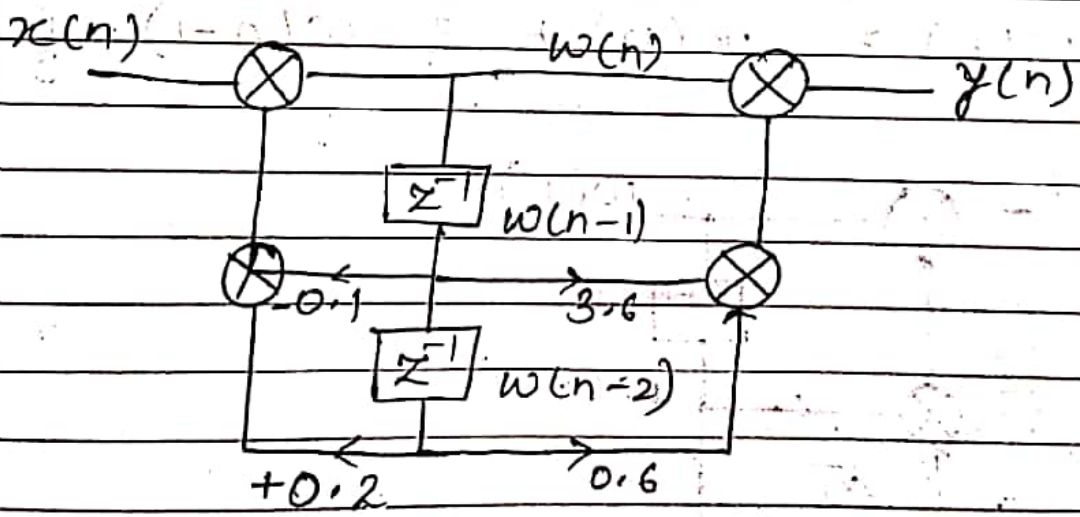 x(n) w(n) y(n)
z⁻¹
w(n-1)
-0.1 3.6
z⁻¹
w(n-2)
+0.2 0.6